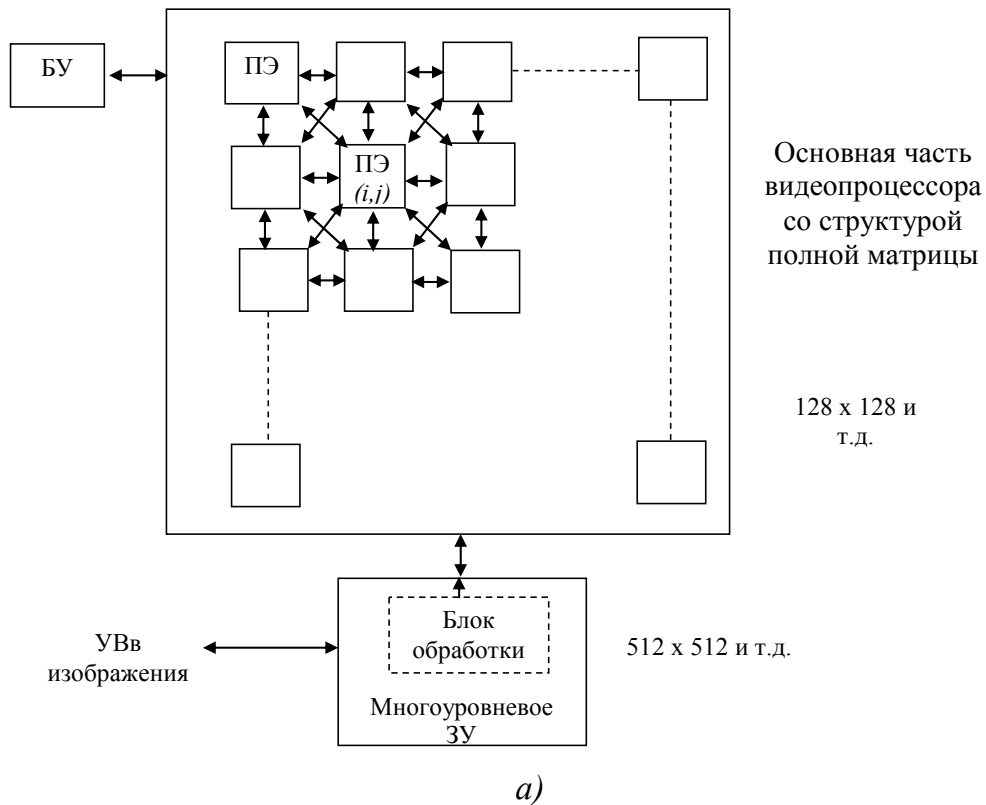 БУ
ПЭ
ПЭ
(i,j)
Основная часть
видеопроцессора
со структурой
полной матрицы
128 х 128 и
т.д.
УВв
изображения
Блок
обработки
512 х 512 и т.д.
Многоуровневое
ЗУ
а)